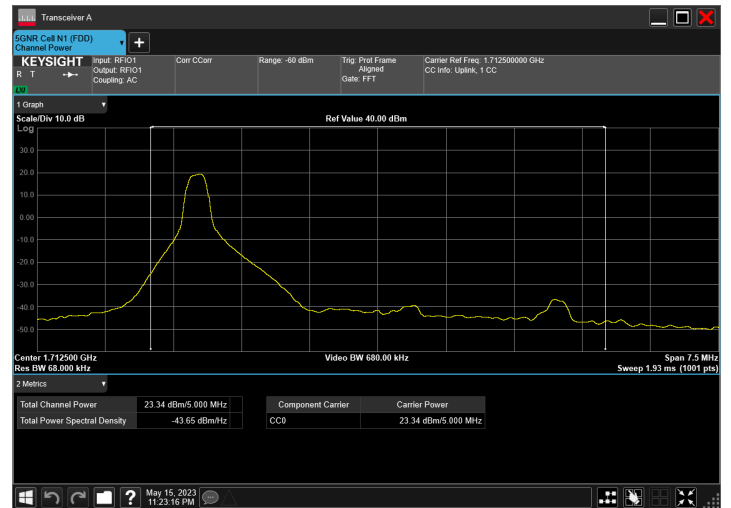 Transceiver A
5GNR Cell N1 (FDD)
Channel Power
KEYSIGHT
R T
LXI
Input: RFIO1
Output: RFIO1
Coupling: AC
Corr CCorr
Range: -60 dBm
Trig: Prot Frame
Aligned
Gate: FFT
Carrier Ref Freq: 1.712500000 GHz
CC Info: Uplink, 1 CC
1 Graph
Scale/Div 10.0 dB
Ref Value 40.00 dBm
Log
30.0
20.0
10.0
0.00
-10.0
-20.0
-30.0
-40.0
-50.0
Center 1.712500 GHz
Video BW 680.00 kHz
Span 7.5 MHz
Res BW 68.000 kHz
Sweep 1.93 ms (1001 pts)
2 Metrics
Total Channel Power 23.34 dBm/5.000 MHz
Total Power Spectral Density -43.65 dBm/Hz
Component Carrier Carrier Power
CC0 23.34 dBm/5.000 MHz
?
May 15, 2023
11:23:16 PM